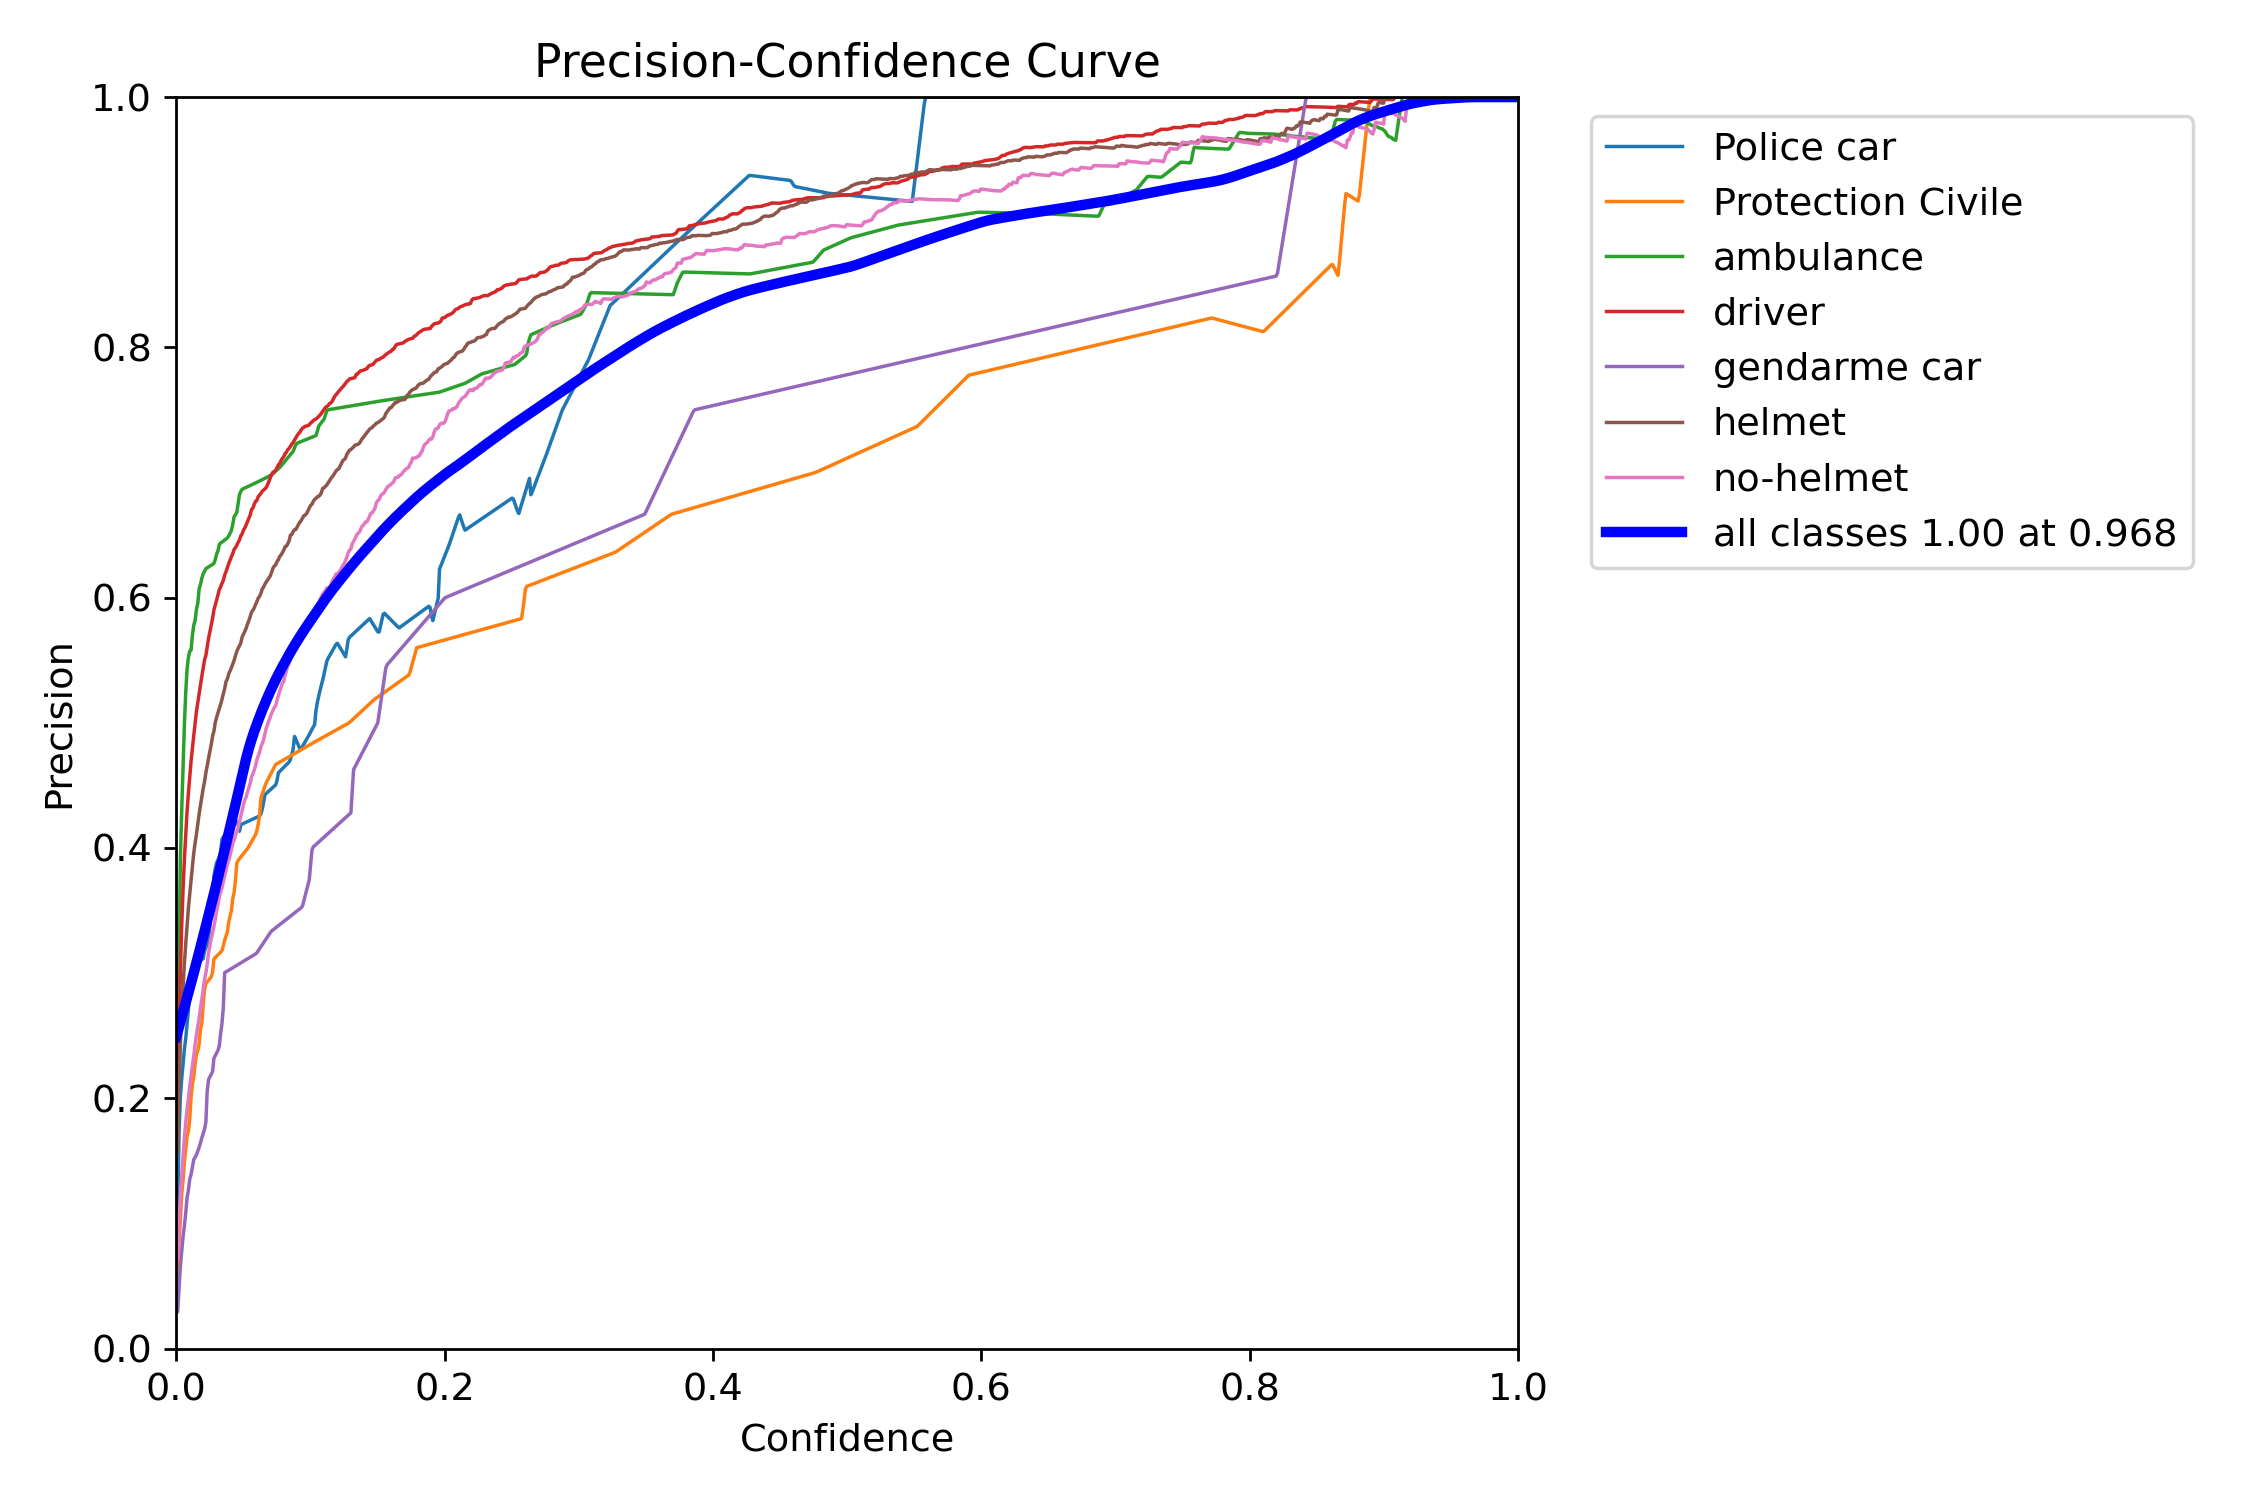 Precision-Confidence Curve
1.0
0.8
0.6
0.4
0.2
0.0
Precision
0.0 0.2 0.4 0.6 0.8 1.0
Confidence
Police car
Protection Civile
ambulance
driver
gendarme car
helmet
no-helmet
all classes 1.00 at 0.968